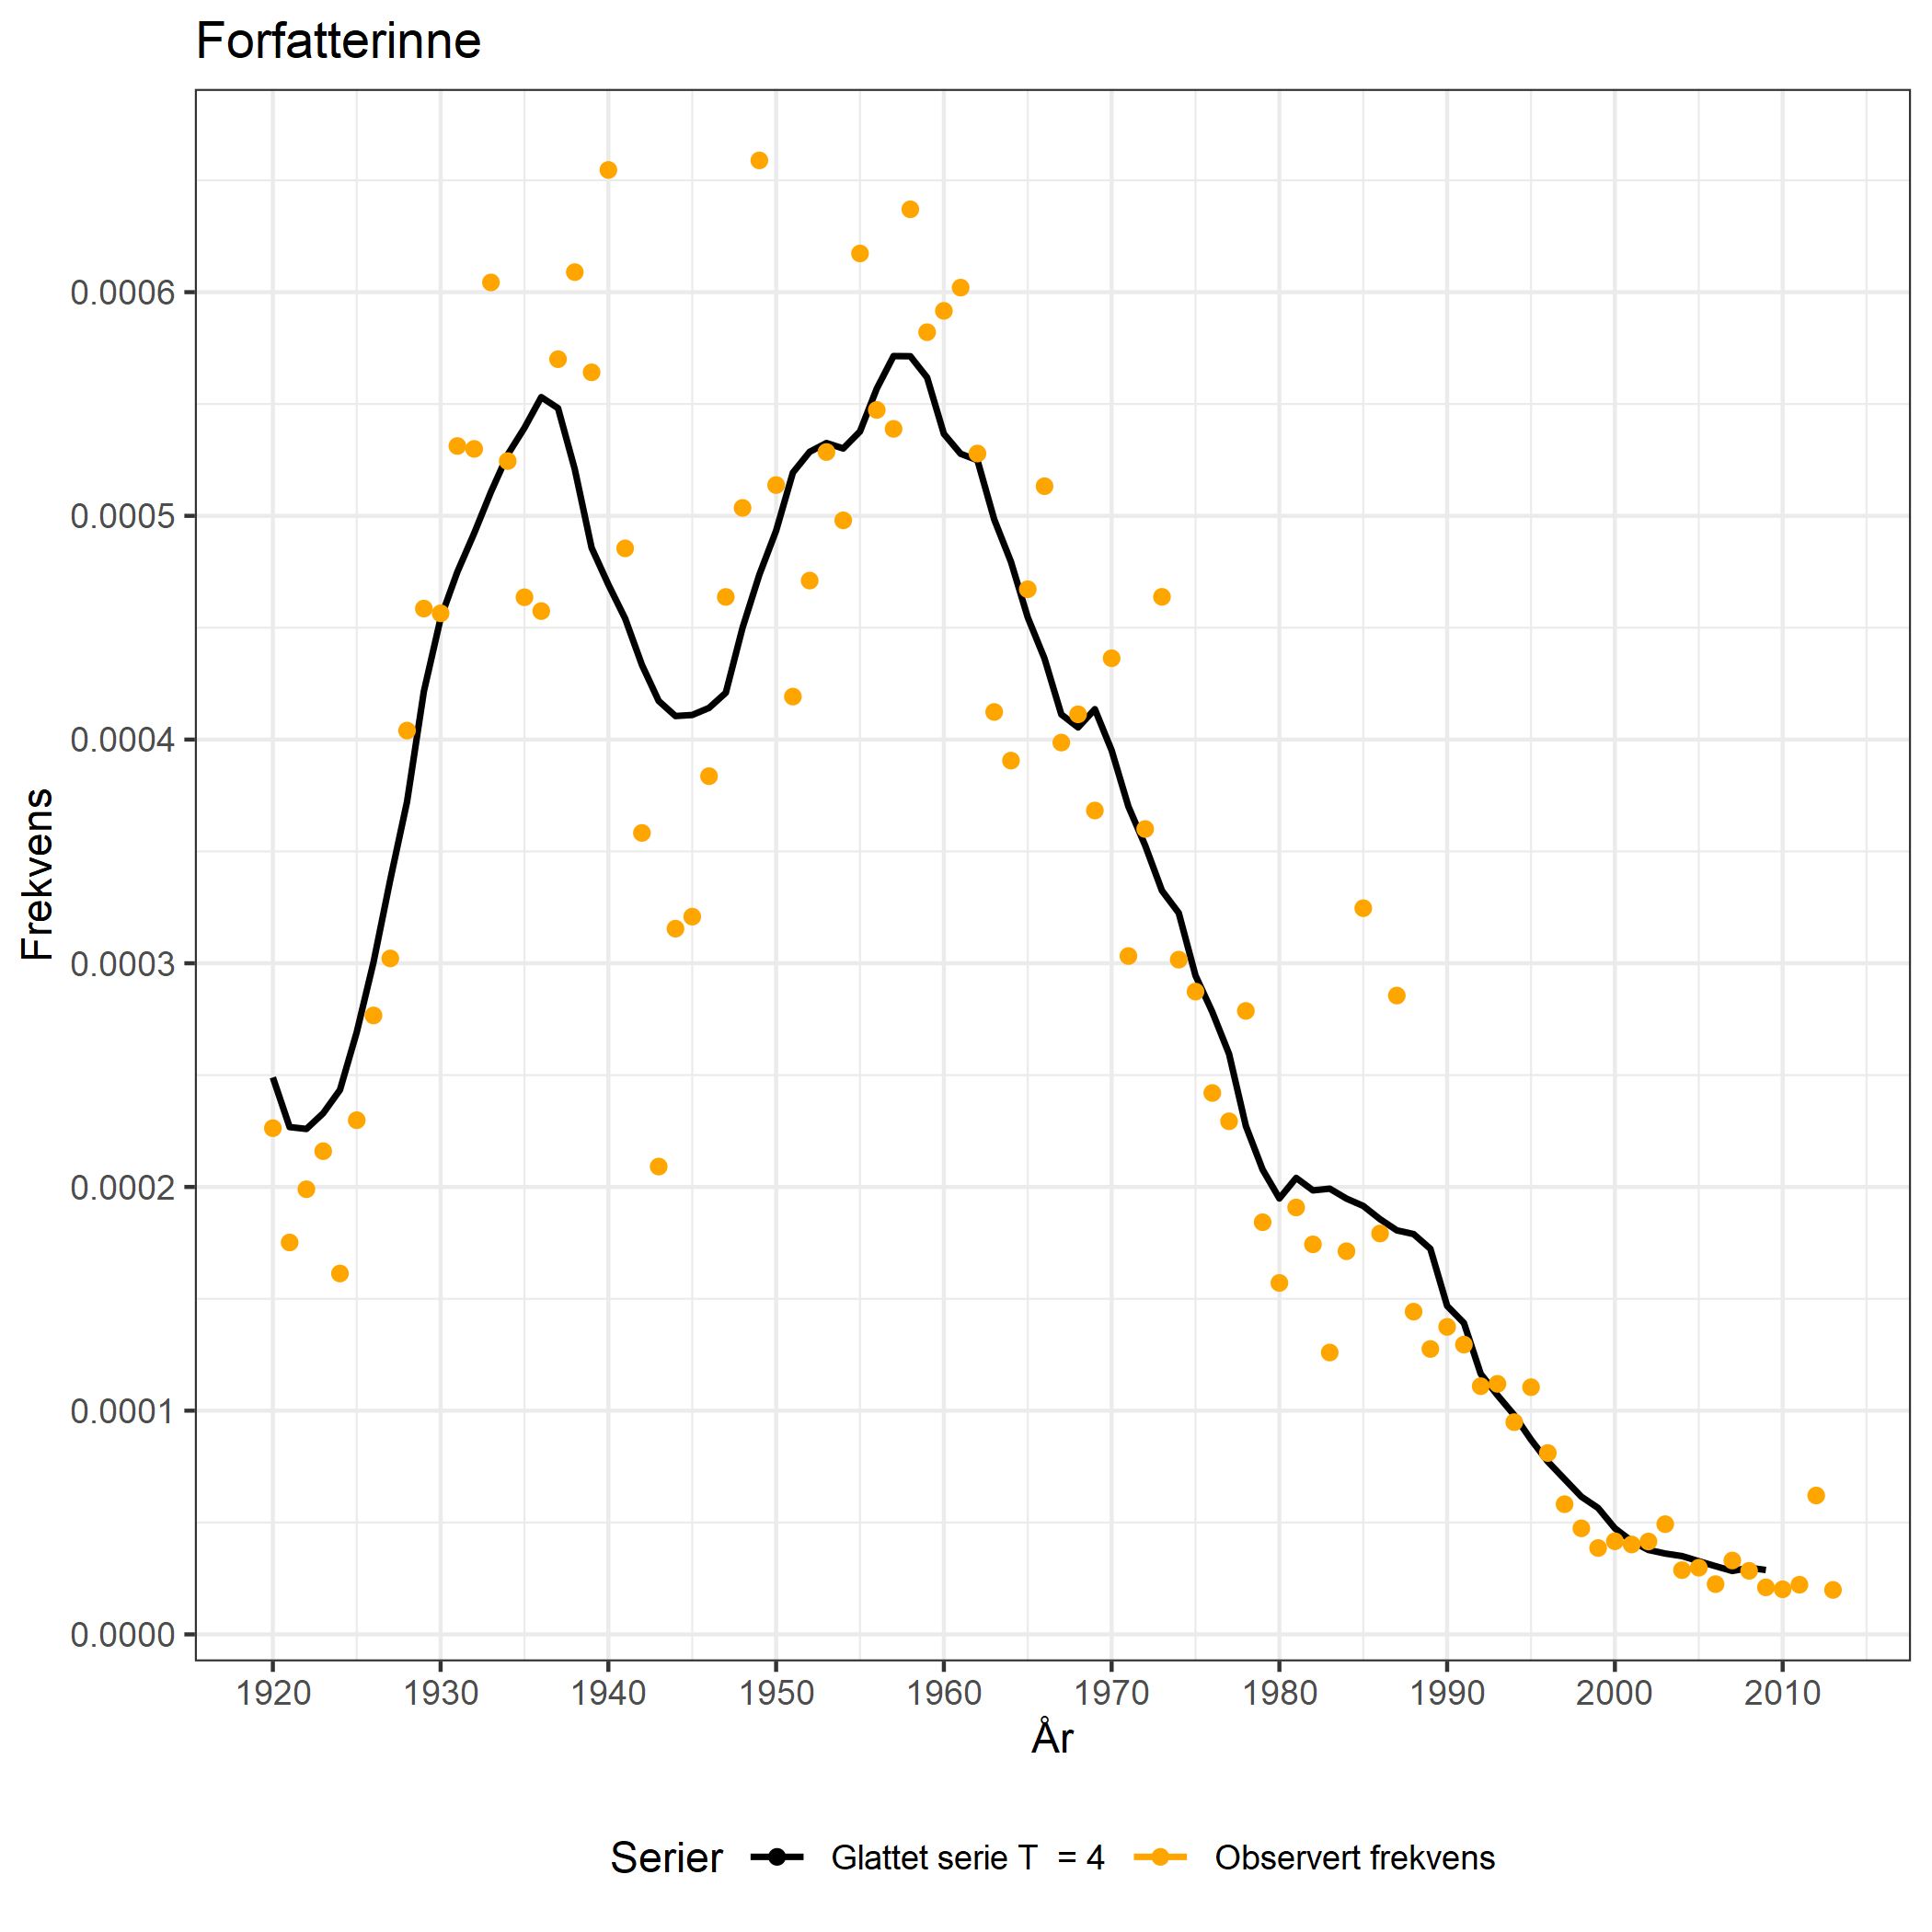 Forfatterinne
Frekvens
0.0006
0.0005
0.0004
0.0003
0.0002
0.0001
0.0000
1920 1930 1940 1950 1960 1970 1980 1990 2000 2010
År
Serier Glattet serie T = 4 Observert frekvens